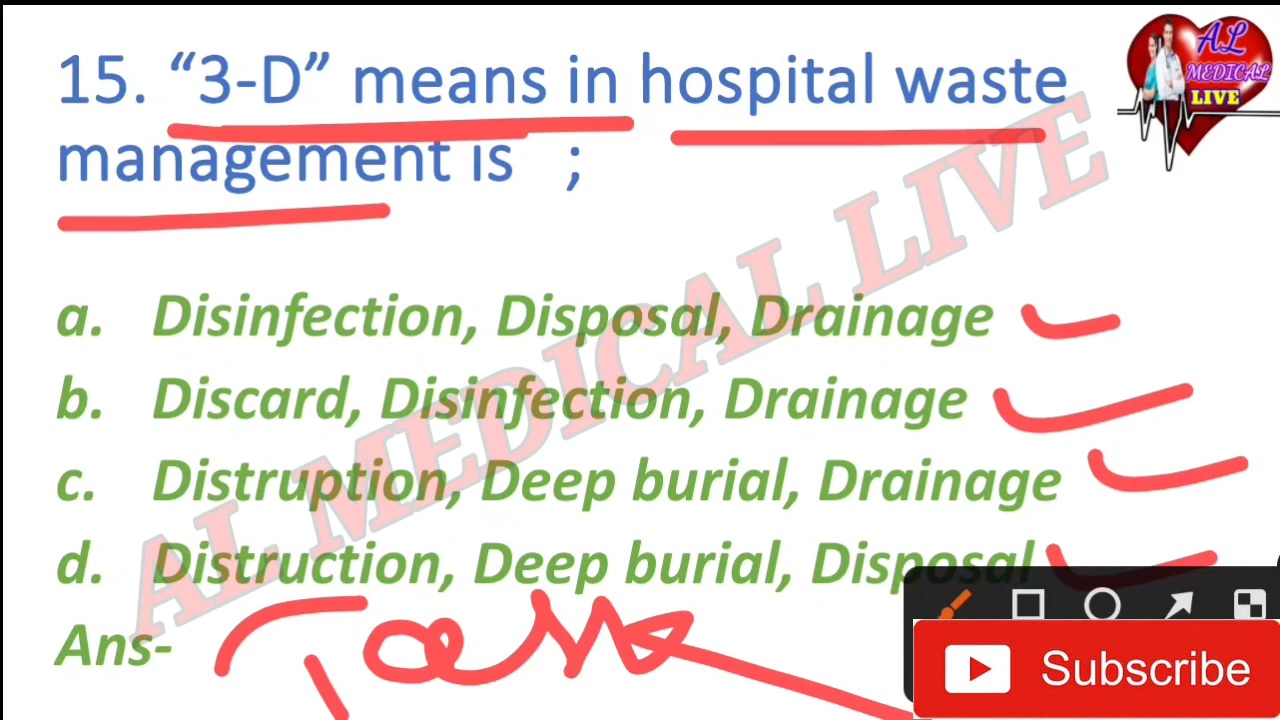 15. “3-D” means in hospital waste
management is ;
a. Disinfection, Disposal, Drainage
b. Discard, Disinfection, Drainage
c. Distruption, Deep burial, Drainage
d. Distruction, Deep burial, Disposal
Ans-
AL
MEDICAL
LIVE
AL MEDICAL LIVE
Subscribe